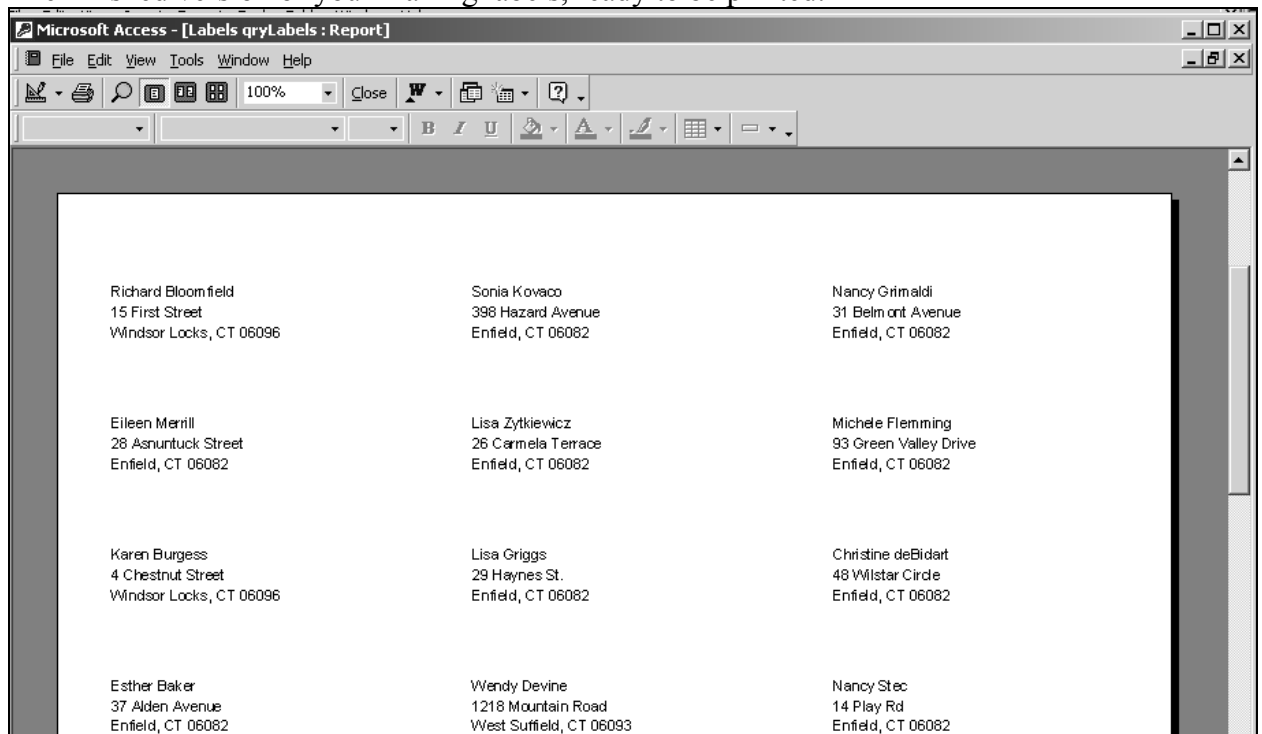 Microsoft Access - [Labels qryLabels : Report]
File Edit View Tools Window Help
100% Close W
B I U A
Richard Bloomfield
15 First Street
Windsor Locks, CT 06096
Sonia Kovaco
398 Hazard Avenue
Enfield, CT 06082
Nancy Grimaldi
31 Belmont Avenue
Enfield, CT 06082
Eileen Merrill
28 Asnuntuck Street
Enfield, CT 06082
Lisa Zytkiewicz
26 Carmela Terrace
Enfield, CT 06082
Michele Flemming
93 Green Valley Drive
Enfield, CT 06082
Karen Burgess
4 Chestnut Street
Windsor Locks, CT 06096
Lisa Griggs
29 Haynes St.
Enfield, CT 06082
Christine deBidart
48 Wilstar Circle
Enfield, CT 06082
Esther Baker
37 Alden Avenue
Enfield, CT 06082
Wendy Devine
1218 Mountain Road
West Suffield, CT 06093
Nancy Stec
14 Play Rd
Enfield, CT 06082